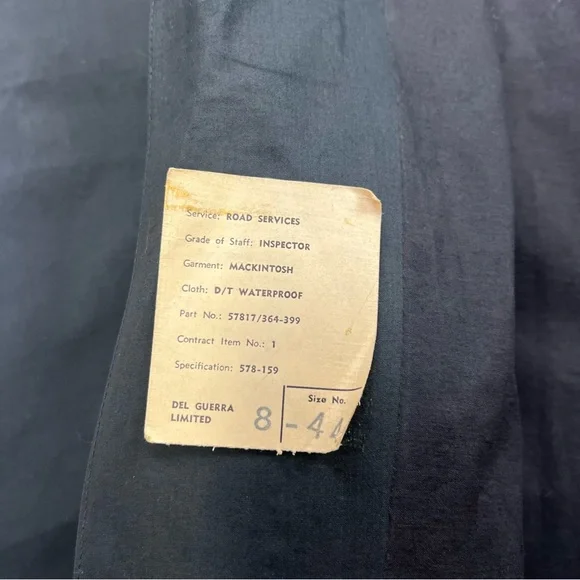 Service: ROAD SERVICES
Grade of Staff: INSPECTOR
Garment: MACKINTOSH
Cloth: D/T WATERPROOF
Part No.: 57817/364-399
Contract Item No.: 1
Specification: 578-159
Size No.
DEL GUERRA
LIMITED
8 - 44